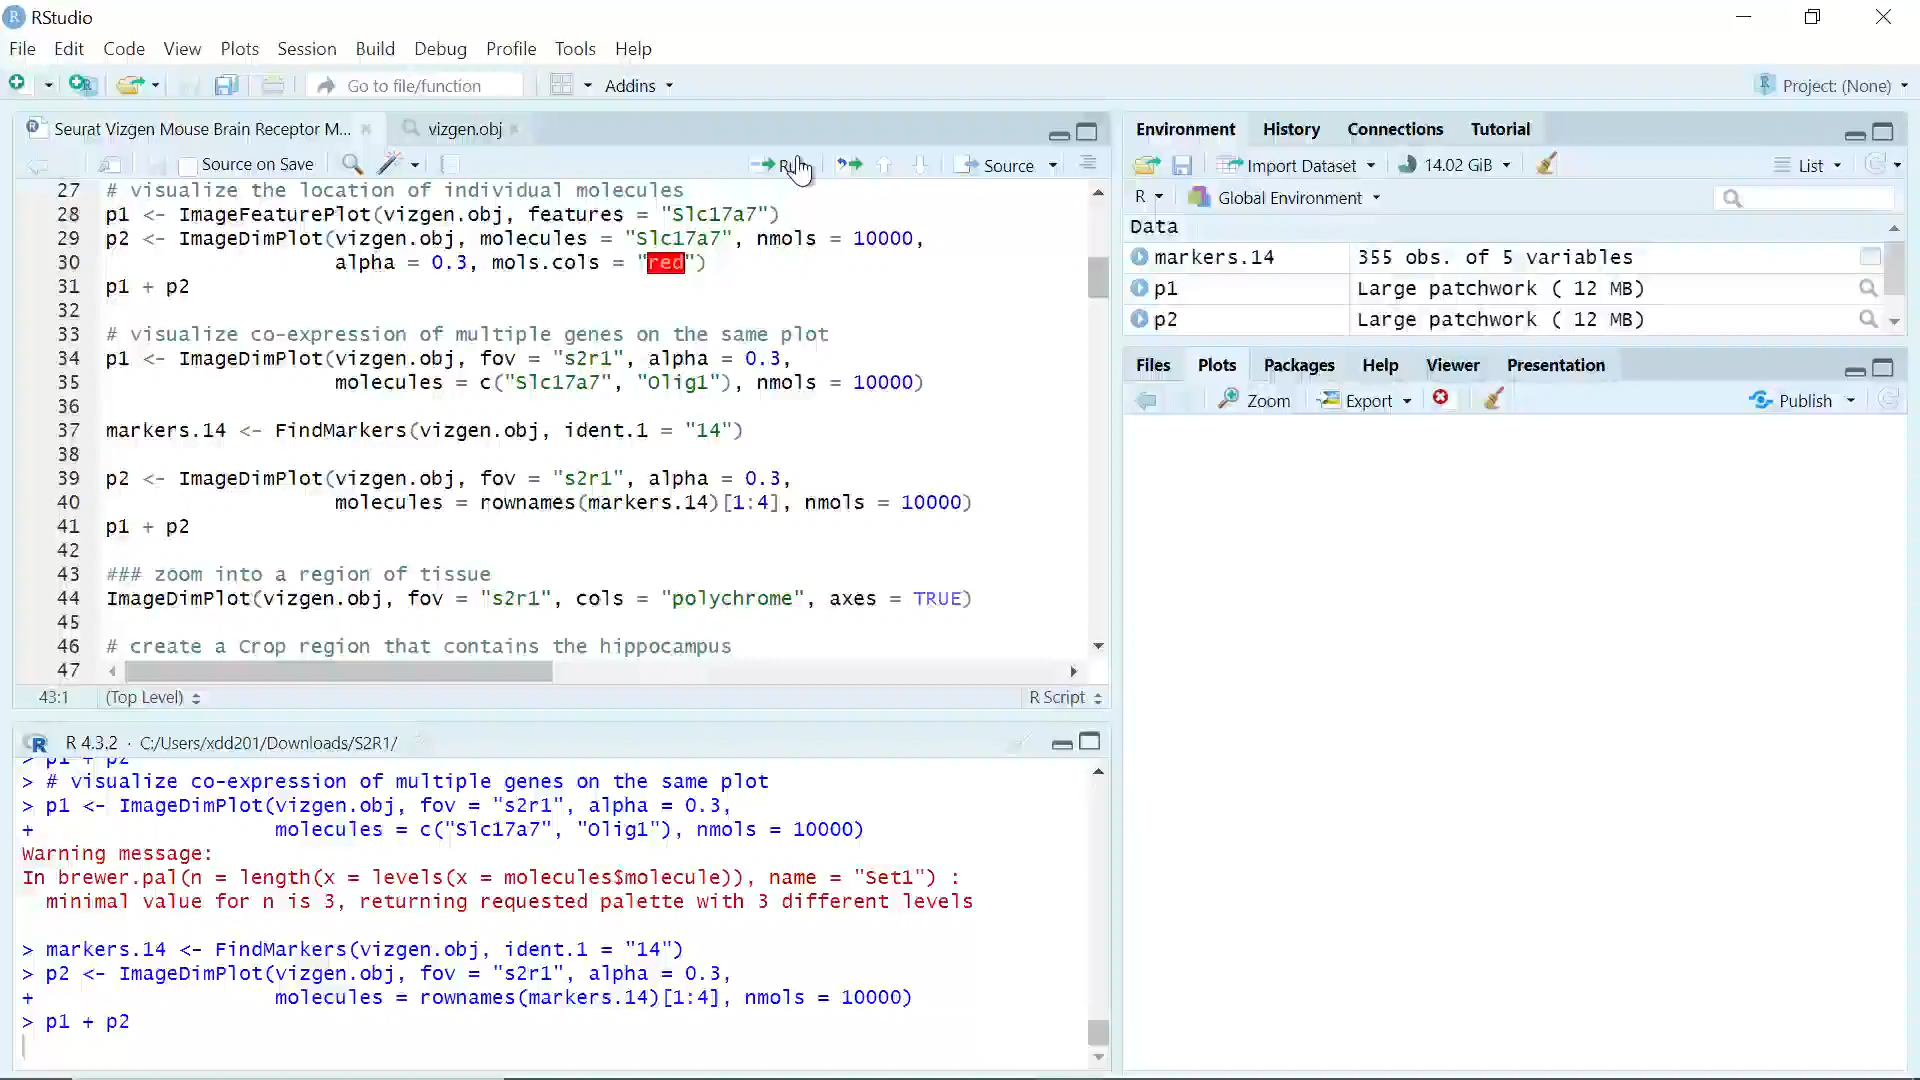 RStudio
File Edit Code View Plots Session Build Debug Profile Tools Help
Go to file/function Addins Project: (None)
Seurat Vizgen Mouse Brain Receptor M... vizgen.obj
Source on Save Run Source
27 # visualize the location of individual molecules
28 p1 <- ImageFeaturePlot(vizgen.obj, features = "Slc17a7")
29 p2 <- ImageDimPlot(vizgen.obj, molecules = "Slc17a7", nmols = 10000,
30 alpha = 0.3, mols.cols = "red")
31 p1 + p2
32
33 # visualize co-expression of multiple genes on the same plot
34 p1 <- ImageDimPlot(vizgen.obj, fov = "s2r1", alpha = 0.3,
35 molecules = c("Slc17a7", "Olig1"), nmols = 10000)
36
37 markers.14 <- FindMarkers(vizgen.obj, ident.1 = "14")
38
39 p2 <- ImageDimPlot(vizgen.obj, fov = "s2r1", alpha = 0.3,
40 molecules = rownames(markers.14)[1:4], nmols = 10000)
41 p1 + p2
42
43 ### zoom into a region of tissue
44 ImageDimPlot(vizgen.obj, fov = "s2r1", cols = "polychrome", axes = TRUE)
45
46 # create a Crop region that contains the hippocampus
47
43:1 (Top Level) R Script
R 4.3.2 · C:/Users/xdd201/Downloads/S2R1/
> p1 + p2
> # visualize co-expression of multiple genes on the same plot
> p1 <- ImageDimPlot(vizgen.obj, fov = "s2r1", alpha = 0.3,
+ molecules = c("Slc17a7", "Olig1"), nmols = 10000)
Warning message:
In brewer.pal(n = length(x = levels(x = molecules$molecule)), name = "Set1") :
minimal value for n is 3, returning requested palette with 3 different levels
> markers.14 <- FindMarkers(vizgen.obj, ident.1 = "14")
> p2 <- ImageDimPlot(vizgen.obj, fov = "s2r1", alpha = 0.3,
+ molecules = rownames(markers.14)[1:4], nmols = 10000)
> p1 + p2
Environment History Connections Tutorial
Import Dataset 14.02 GiB List
R Global Environment
Data
markers.14 355 obs. of 5 variables
p1 Large patchwork ( 12 MB)
p2 Large patchwork ( 12 MB)
Files Plots Packages Help Viewer Presentation
Zoom Export Publish